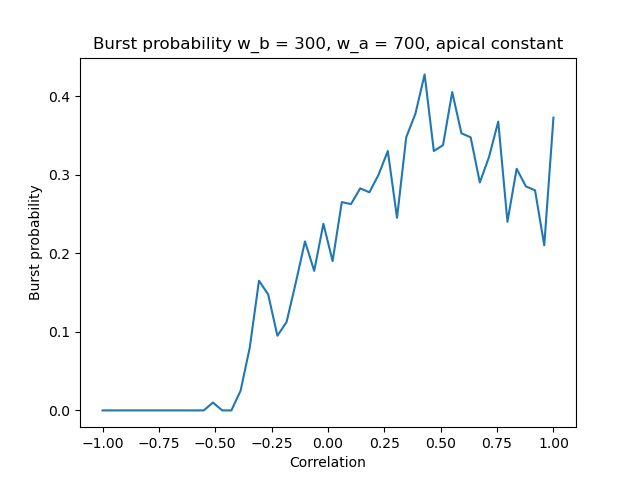 Burst probability w_b = 300, w_a = 700, apical constant
0.4
0.3
0.2
0.1
0.0
Burst probability
−1.00 −0.75 −0.50 −0.25 0.00 0.25 0.50 0.75 1.00
Correlation